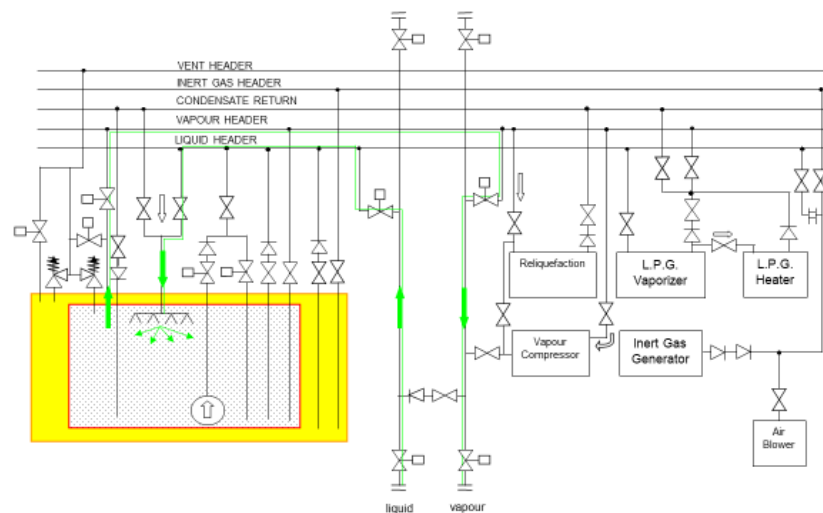 VENT HEADER
INERT GAS HEADER
CONDENSATE RETURN
VAPOUR HEADER
LIQUID HEADER
Reliquefaction
L.P.G.
Vaporizer
L.P.G.
Heater
Vapour
Compressor
Inert Gas
Generator
Air
Blower
liquid
vapour